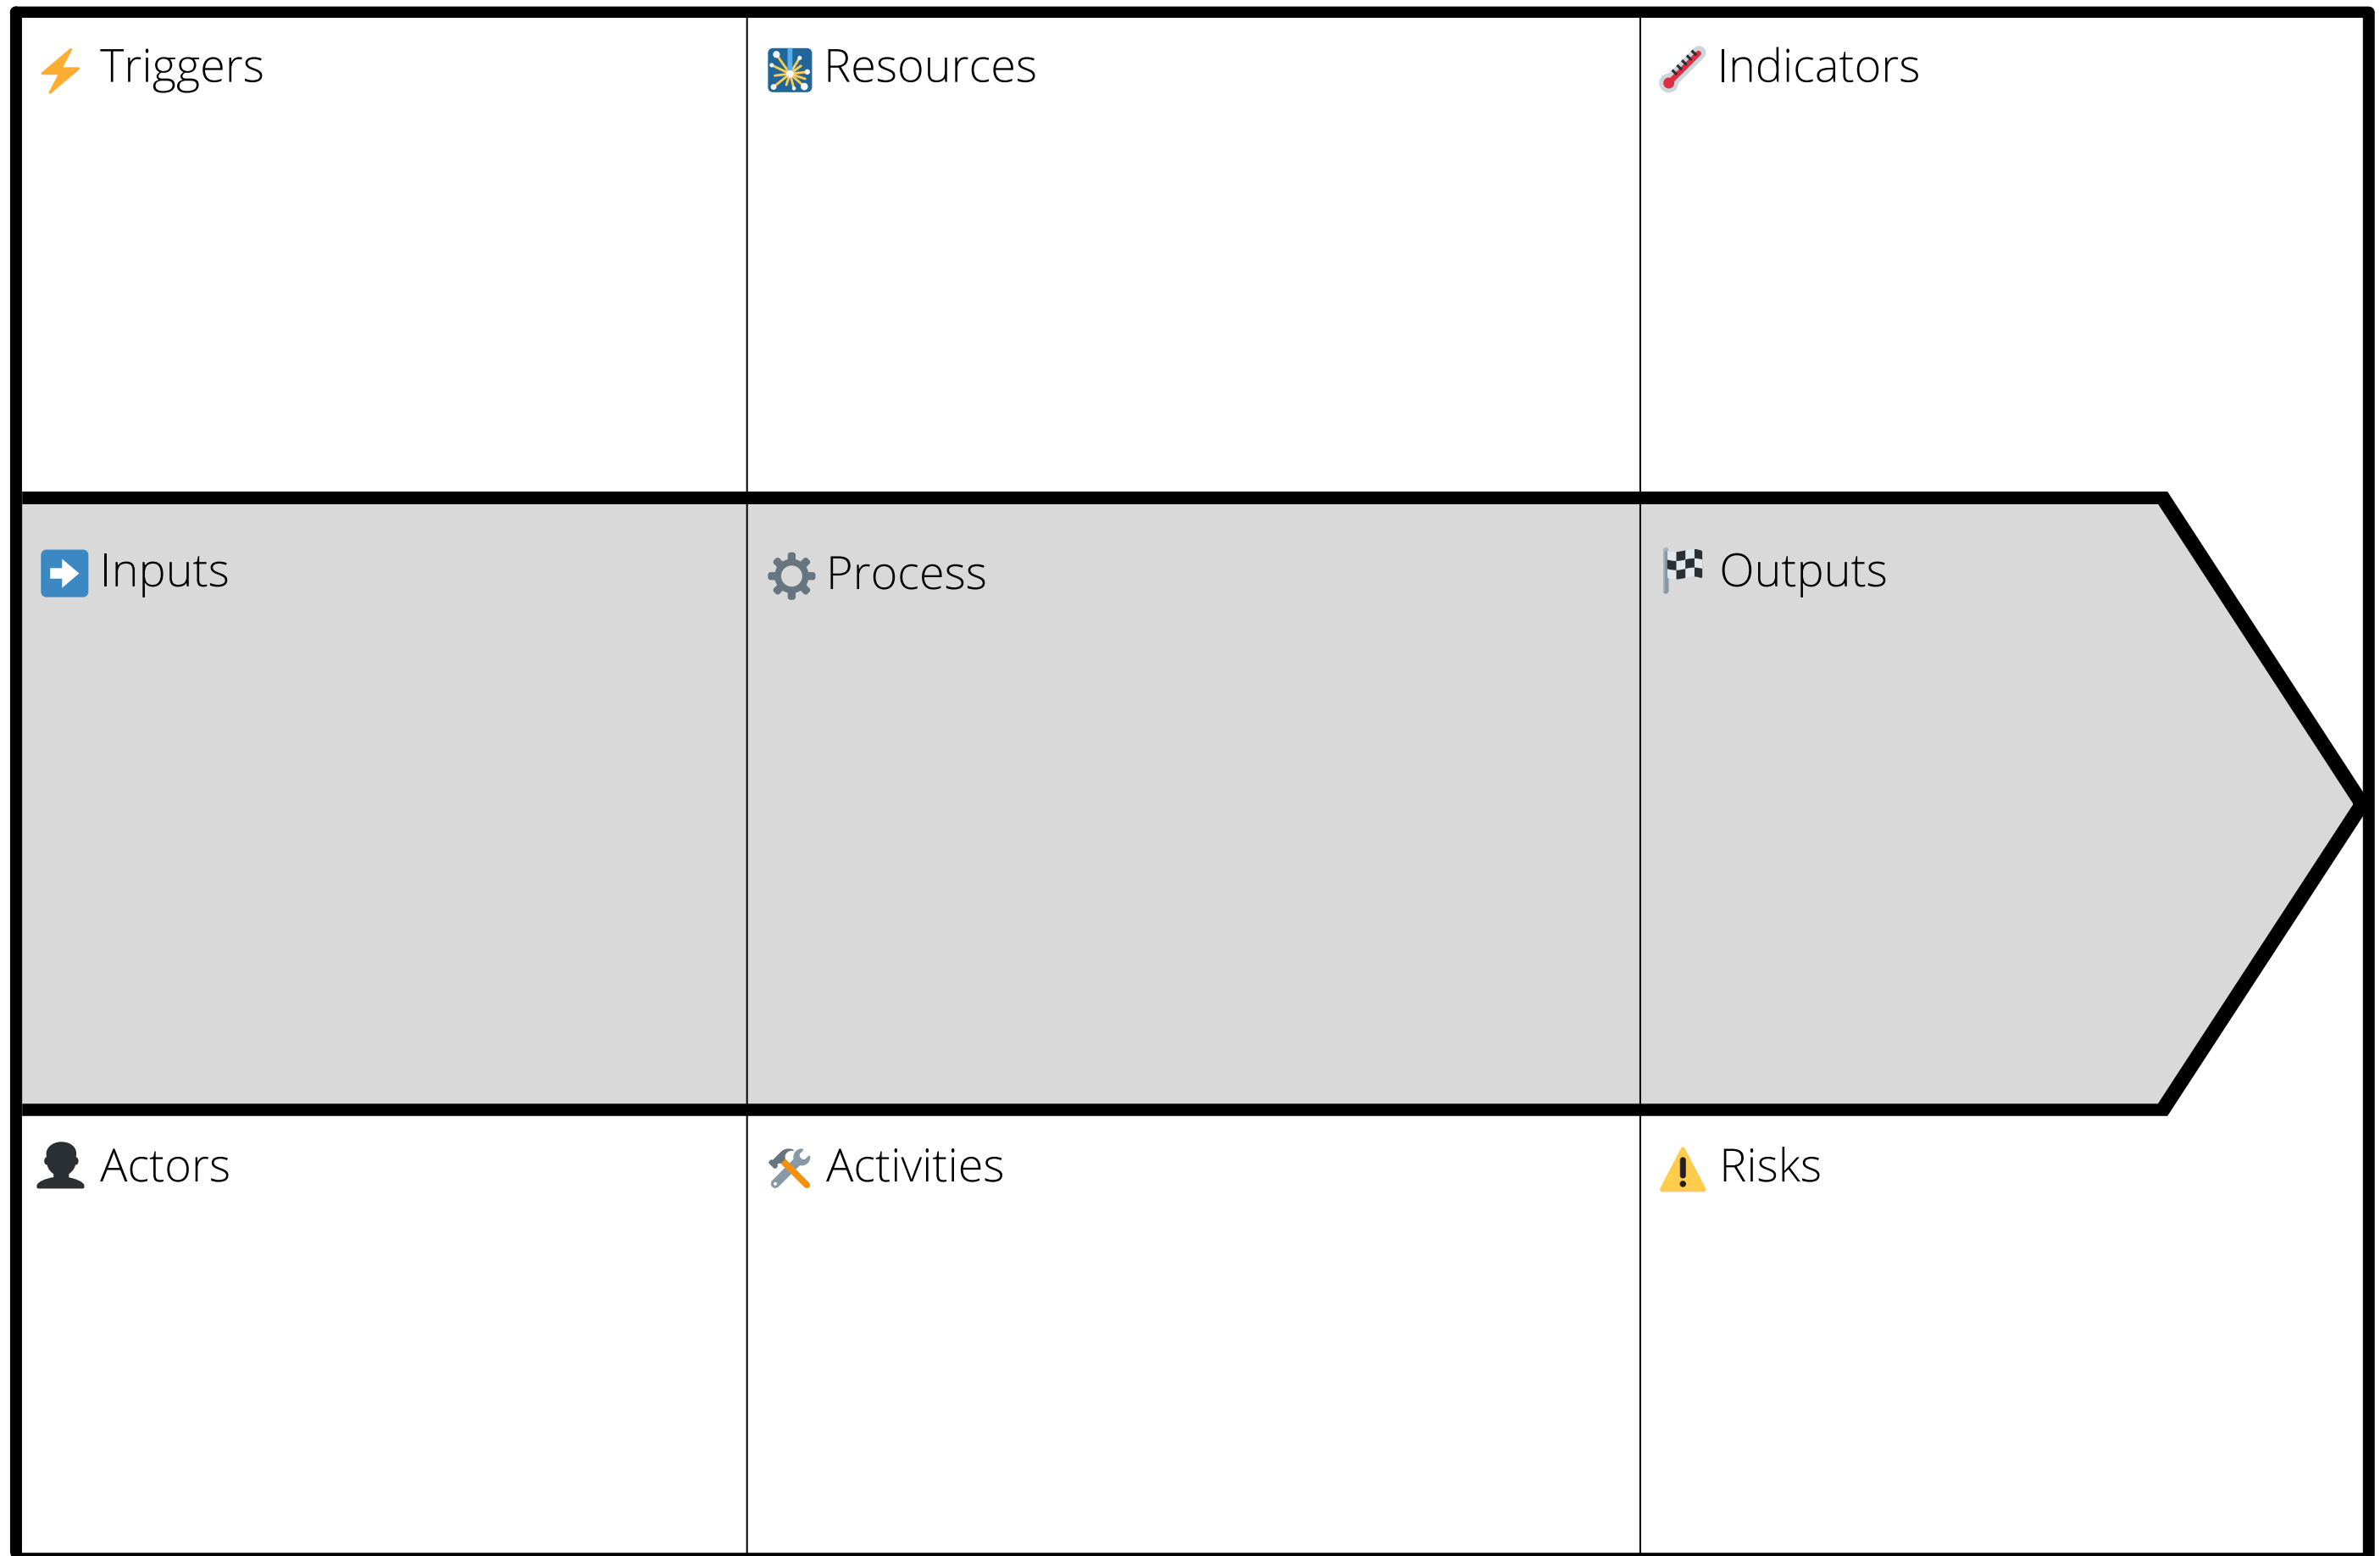 Triggers
Resources
Indicators
Inputs
Process
Outputs
Actors
Activities
Risks